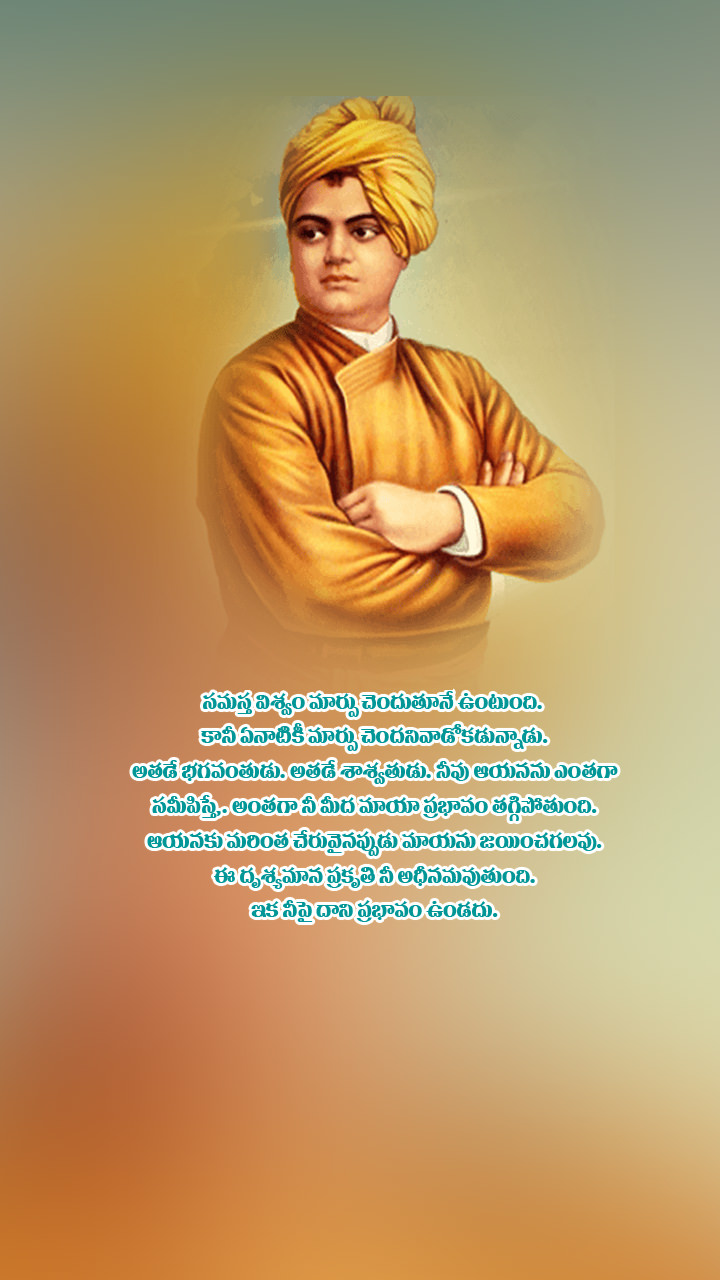 సమస్త విశ్వం మార్పు చెందుతూనే ఉంటుంది.
కానీ ఏనాటికీ మార్పు చెందనివాడోకడున్నాడు.
అతడే భగవంతుడు. అతడే శాశ్వతుడు. నీవు ఆయనను ఎంతగా
సమీపిస్తే,. అంతగా నీ మీద మాయా ప్రభావం తగ్గిపోతుంది.
ఆయనకు మరింత చేరువైనప్పుడు మాయను జయించగలవు.
ఈ దృశ్యమాన ప్రకృతి నీ అధీనమవుతుంది.
ఇక నీపై దాని ప్రభావం ఉండదు.